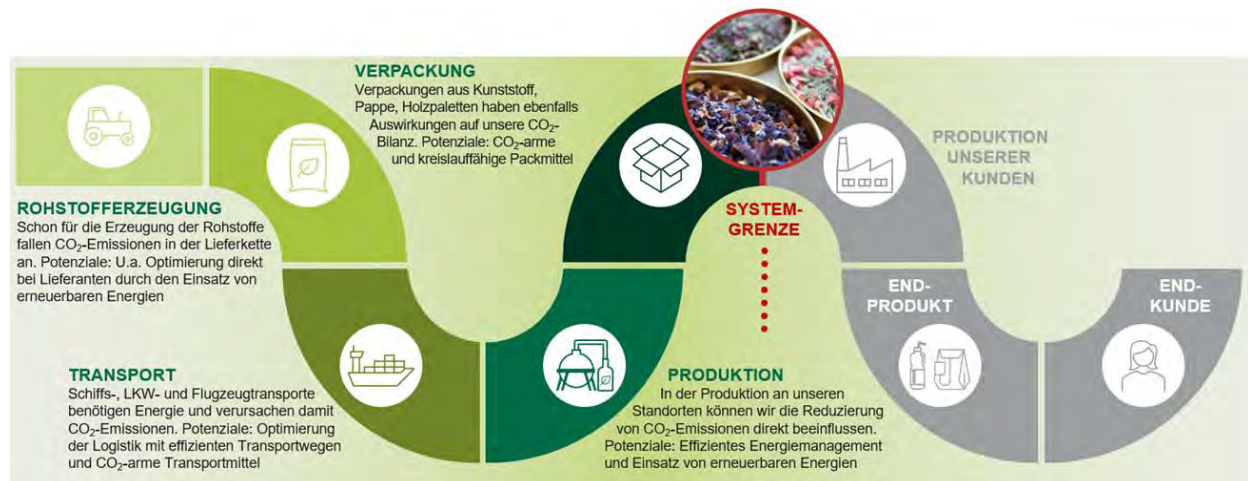 ROHSTOFFERZEUGUNG
Schon für die Erzeugung der Rohstoffe
fallen CO₂-Emissionen in der Lieferkette
an. Potenziale: U.a. Optimierung direkt
bei Lieferanten durch den Einsatz von
erneuerbaren Energien
TRANSPORT
Schiffs-, LKW- und Flugzeugtransporte
benötigen Energie und verursachen damit
CO₂-Emissionen. Potenziale: Optimierung
der Logistik mit effizienten Transportwegen
und CO₂-arme Transportmittel
VERPACKUNG
Verpackungen aus Kunststoff,
Pappe, Holzpaletten haben ebenfalls
Auswirkungen auf unsere CO₂-
Bilanz. Potenziale: CO₂-arme
und kreislauffähige Packmittel
PRODUKTION
In der Produktion an unseren
Standorten können wir die Reduzierung
von CO₂-Emissionen direkt beeinflussen.
Potenziale: Effizientes Energiemanagement
und Einsatz von erneuerbaren Energien
SYSTEM-
GRENZE
PRODUKTION
UNSERER
KUNDEN
END-
PRODUKT
END-
KUNDE